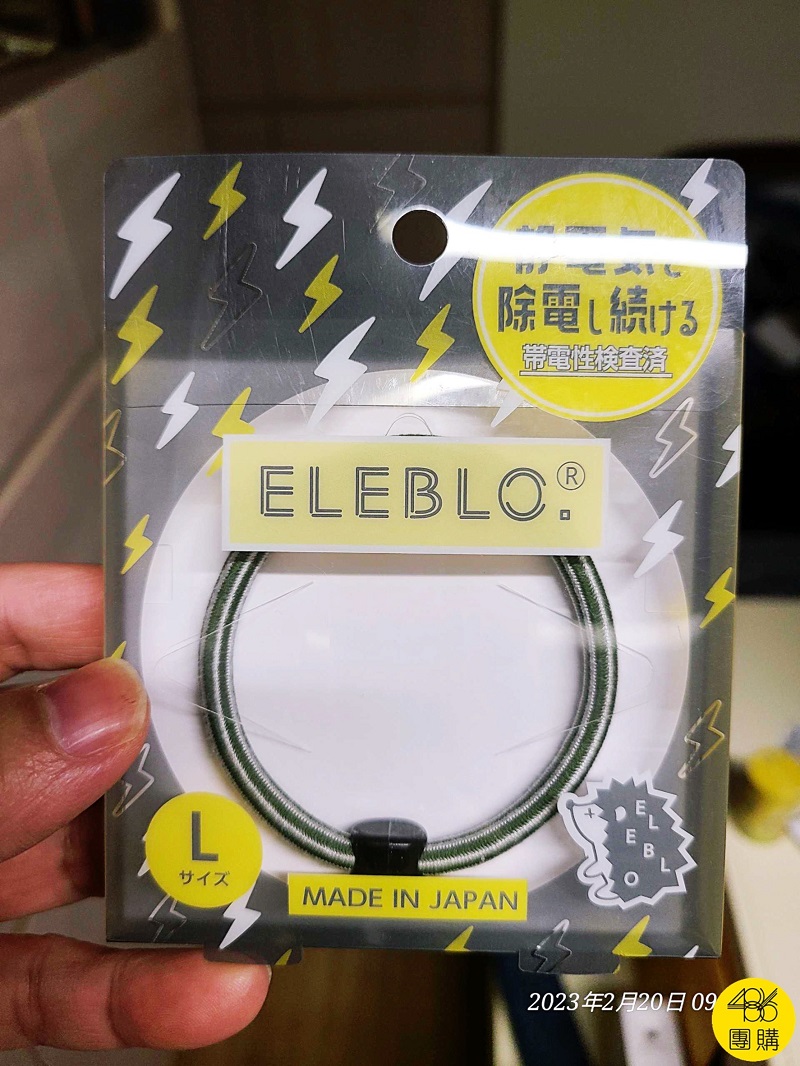 静電気を
除電し続ける
帯電性検査済
ELEBLO.®
ELEBLO
L
サイズ
MADE IN JAPAN
2023年2月20日 09
486
團購